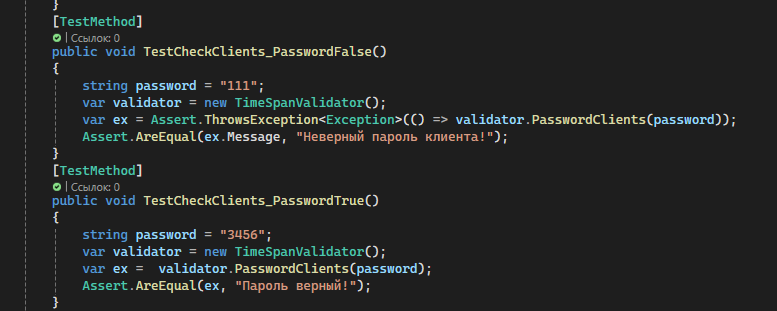 }
[TestMethod]
| Ссылок: 0
public void TestCheckClients_PasswordFalse()
{
string password = "111";
var validator = new TimeSpanValidator();
var ex = Assert.ThrowsException<Exception>(() => validator.PasswordClients(password));
Assert.AreEqual(ex.Message, "Неверный пароль клиента!");
}
[TestMethod]
| Ссылок: 0
public void TestCheckClients_PasswordTrue()
{
string password = "3456";
var validator = new TimeSpanValidator();
var ex =  validator.PasswordClients(password);
Assert.AreEqual(ex, "Пароль верный!");
}